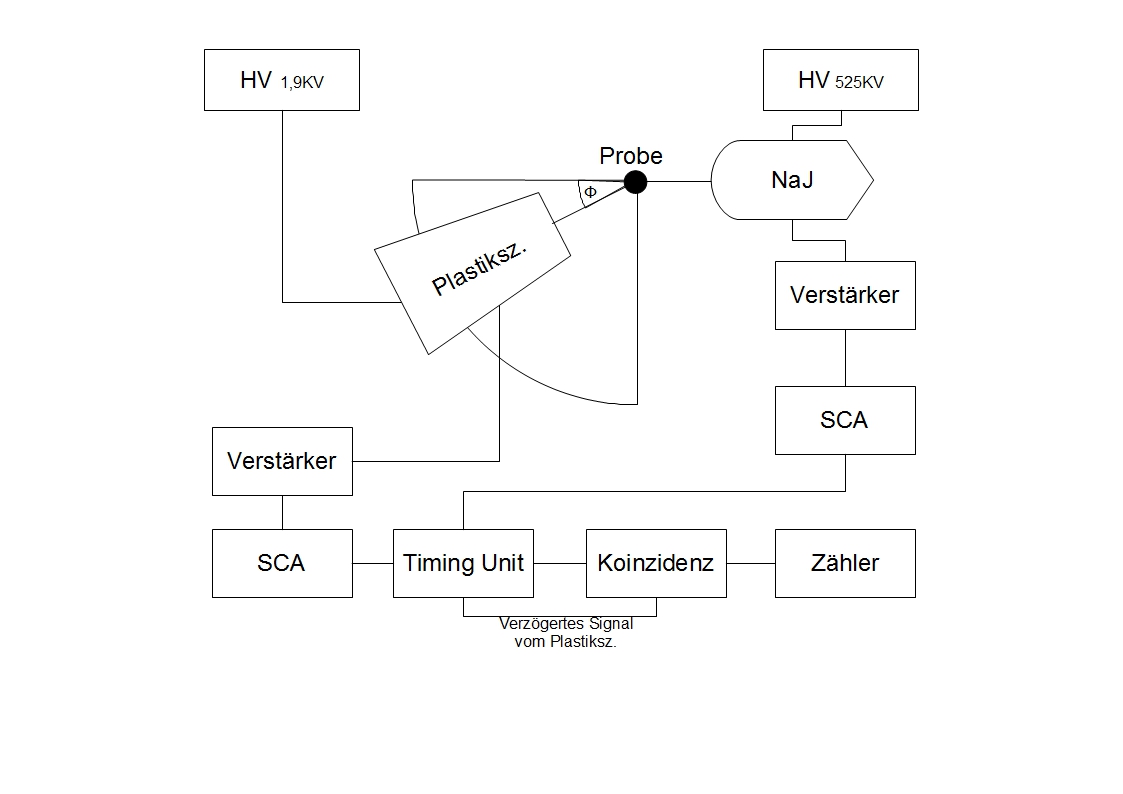 HV 1,9KV
HV 525KV
Probe
NaJ
Φ
Plastiksz.
Verstärker
SCA
Verstärker
SCA
Timing Unit
Koinzidenz
Zähler
Verzögertes Signal
vom Plastiksz.